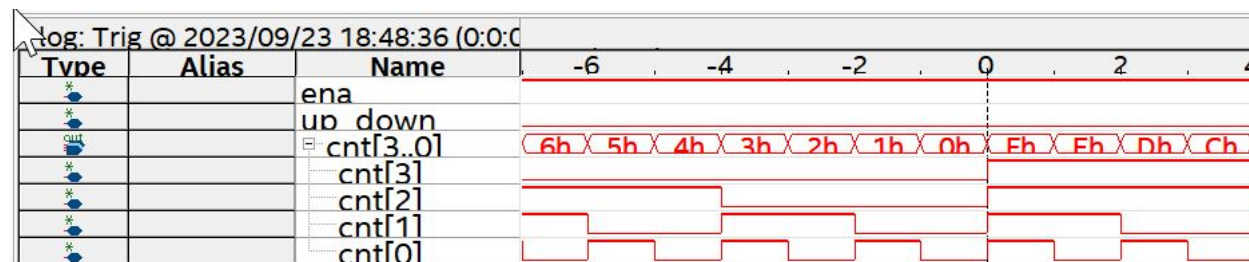 log: Trig @ 2023/09/23 18:48:36 (0:0:0
Type Alias Name -6 -4 -2 0 2 4
ena
up_down
out cnt[3..0] 6h 5h 4h 3h 2h 1h 0h Fh Eh Dh Ch
cnt[3]
cnt[2]
cnt[1]
cnt[0]